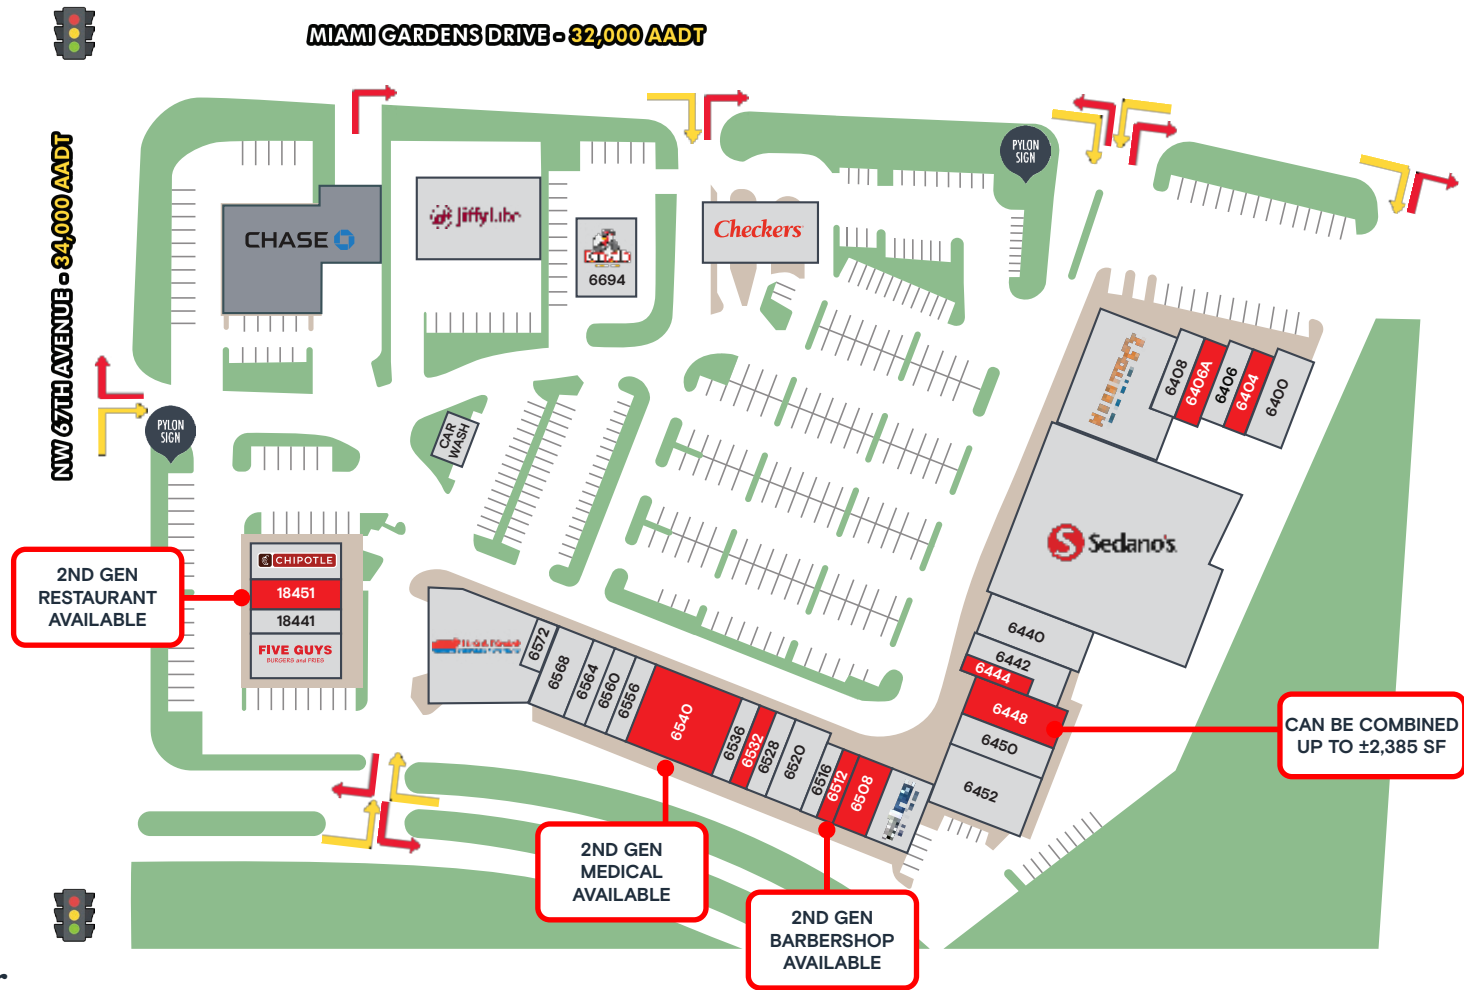 MIAMI GARDENS DRIVE - 32,000 AADT
NW 67TH AVENUE - 34,000 AADT
PYLON
SIGN
CHASE
jiffy lube
6694
Checkers
PYLON
SIGN
CAR
WASH
CHIPOTLE
18451
18441
FIVE GUYS
BURGERS and FRIES
2ND GEN
RESTAURANT
AVAILABLE
6408
6406A
6406
6404
6400
Sedano's
6440
6442
6444
6448
6450
6452
CAN BE COMBINED
UP TO ±2,385 SF
6572
6568
6564
6560
6556
6540
6536
6532
6528
6520
6516
6512
6508
2ND GEN
MEDICAL
AVAILABLE
2ND GEN
BARBERSHOP
AVAILABLE